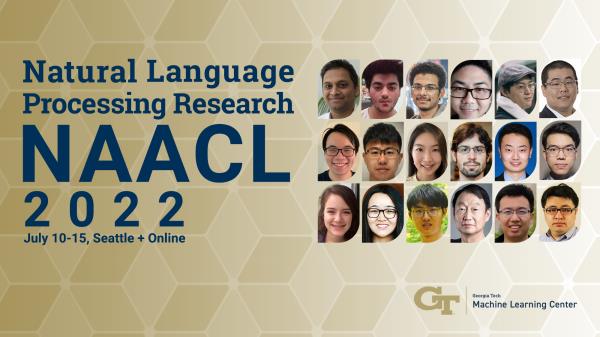 Natural Language
Processing Research
NAACL
2022
July 10-15, Seattle + Online
GT
Georgia Tech
Machine Learning Center